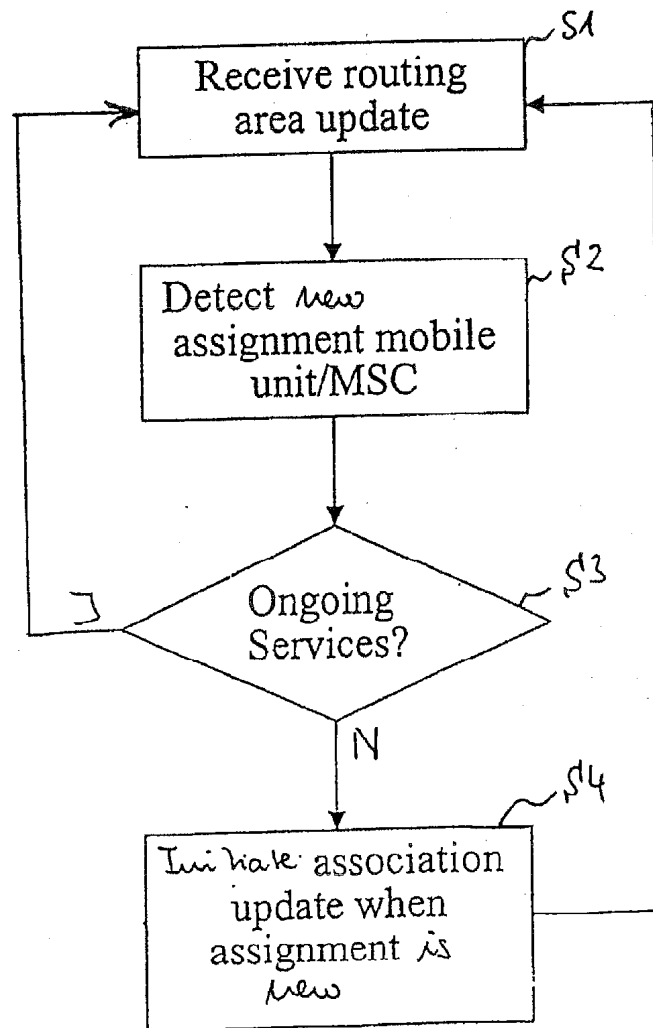 S1
Receive routing
area update
S2
Detect new
assignment mobile
unit/MSC
S3
Ongoing
Services?
J
N
S4
Initiate association
update when
assignment is
new